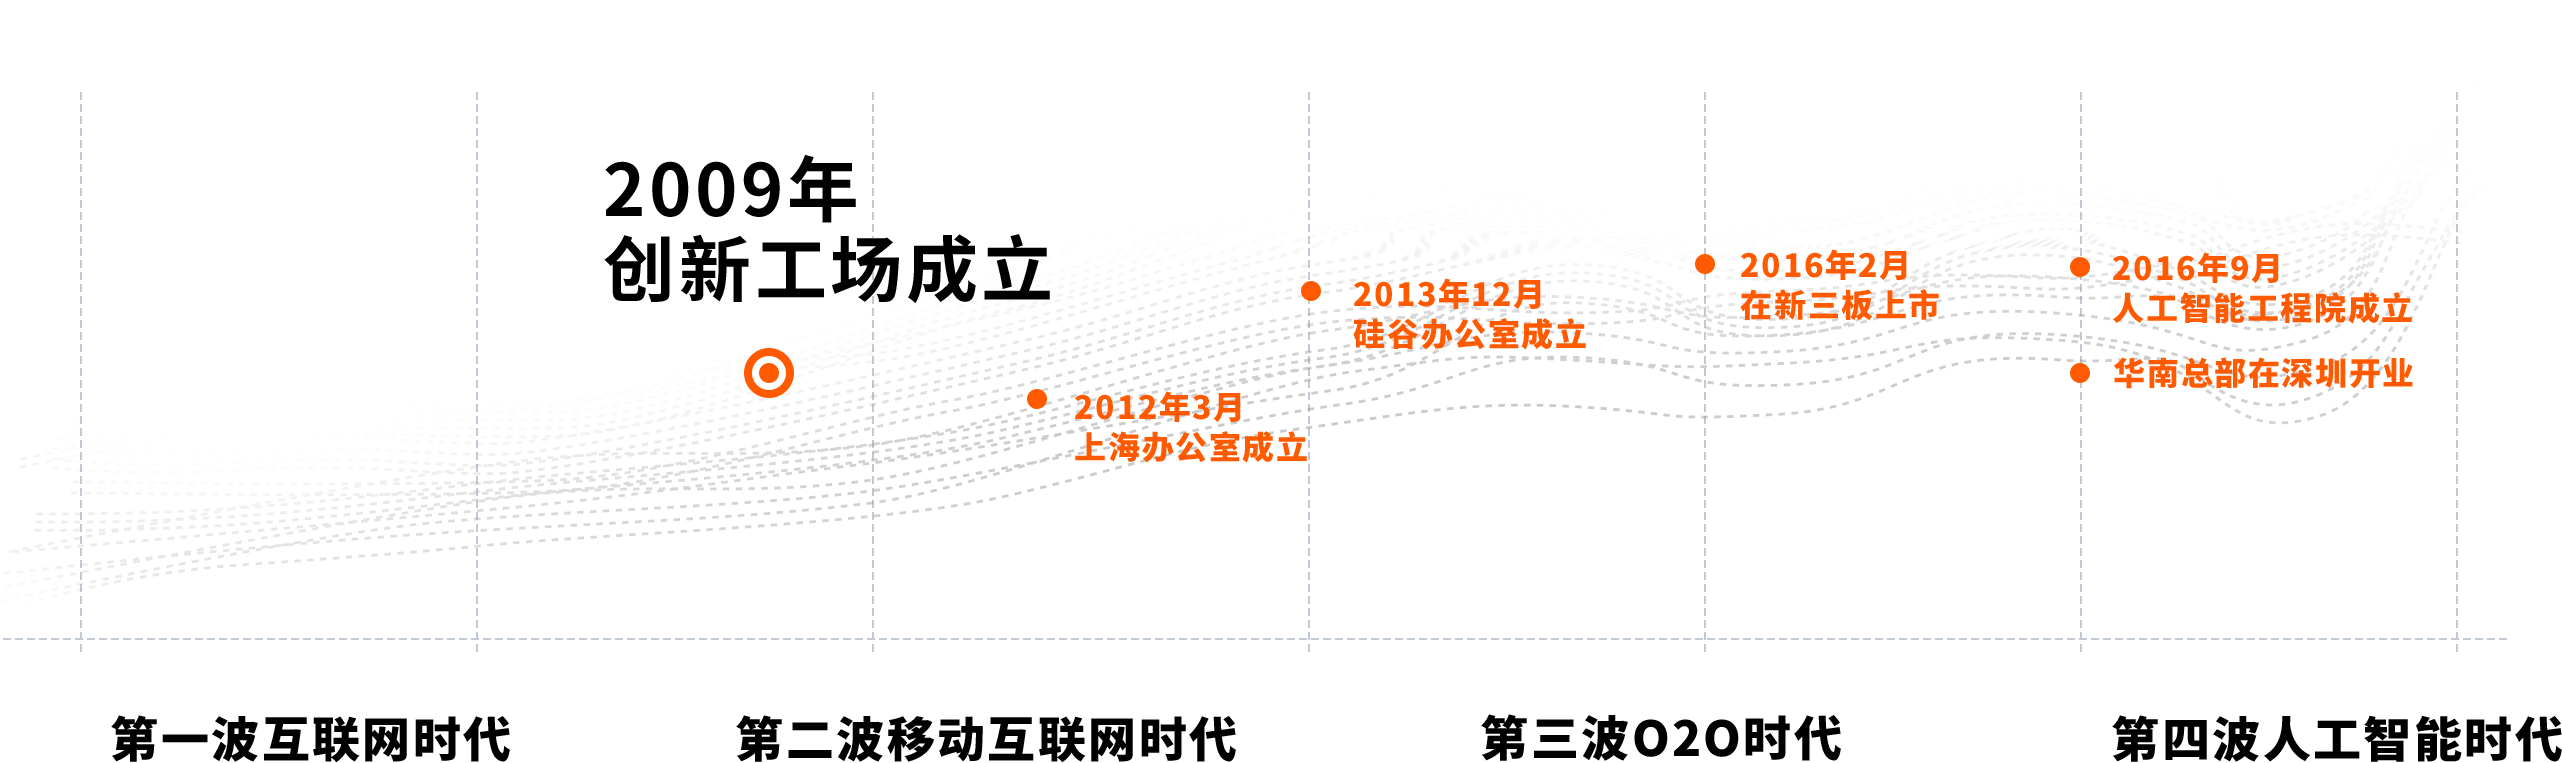 2009年
创新工场成立
2012年3月
上海办公室成立
2013年12月
硅谷办公室成立
2016年2月
在新三板上市
2016年9月
人工智能工程院成立
华南总部在深圳开业
第一波互联网时代
第二波移动互联网时代
第三波O2O时代
第四波人工智能时代